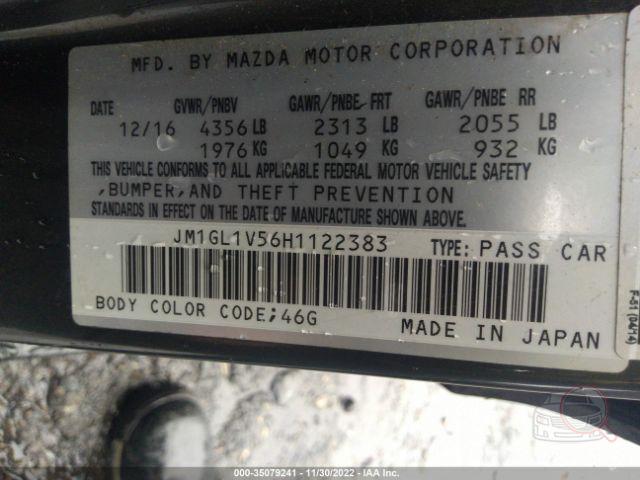 MFD. BY MAZDA MOTOR CORPORATION
DATE GVWR/PNBV GAWR/PNBE FRT GAWR/PNBE RR
12/16 4356 LB 2313 LB 2055 LB
1976 KG 1049 KG 932 KG
THIS VEHICLE CONFORMS TO ALL APPLICABLE FEDERAL MOTOR VEHICLE SAFETY
,BUMPER,AND THEFT PREVENTION
STANDARDS IN EFFECT ON THE DATE OF MANUFACTURE SHOWN ABOVE.
JM1GL1V56H1122383 TYPE: PASS CAR
BODY COLOR CODE;46G
MADE IN JAPAN
F-51 (04/14)
000-35079241 - 11/30/2022 - IAA Inc.